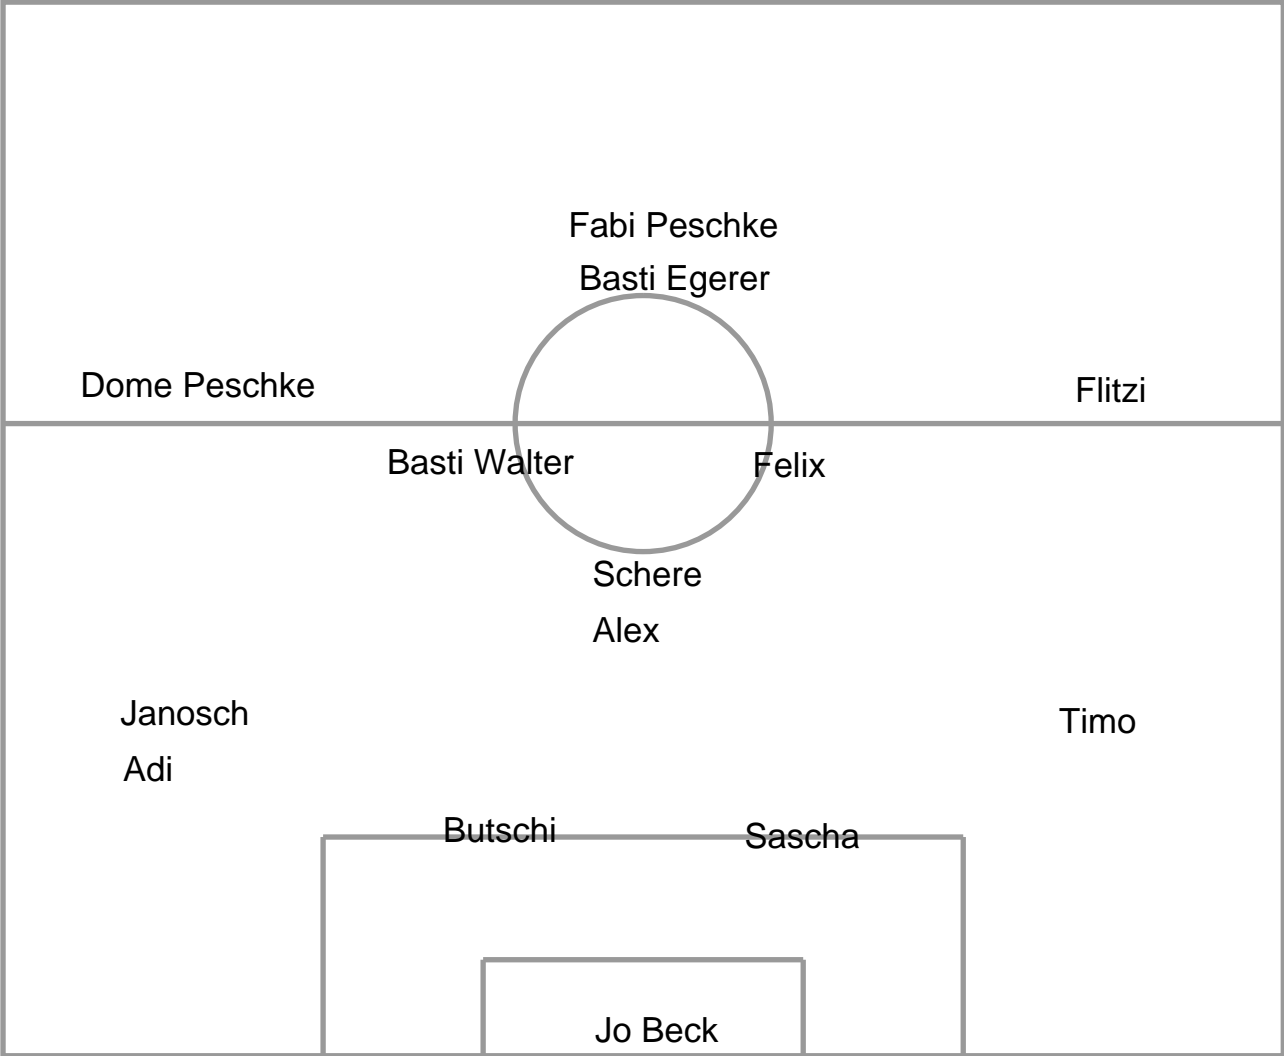 Fabi Peschke
Basti Egerer
Dome Peschke
Flitzi
Basti Walter
Felix
Schere
Alex
Janosch
Timo
Adi
Butschi
Sascha
Jo Beck